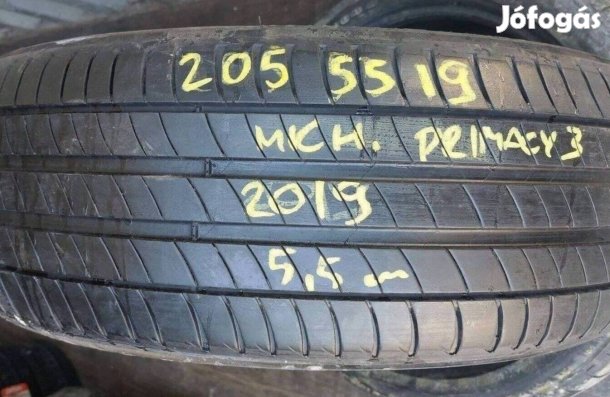 Jófogás
205 55 19
MICH. PRIMACY 3
2019
5,5 mm